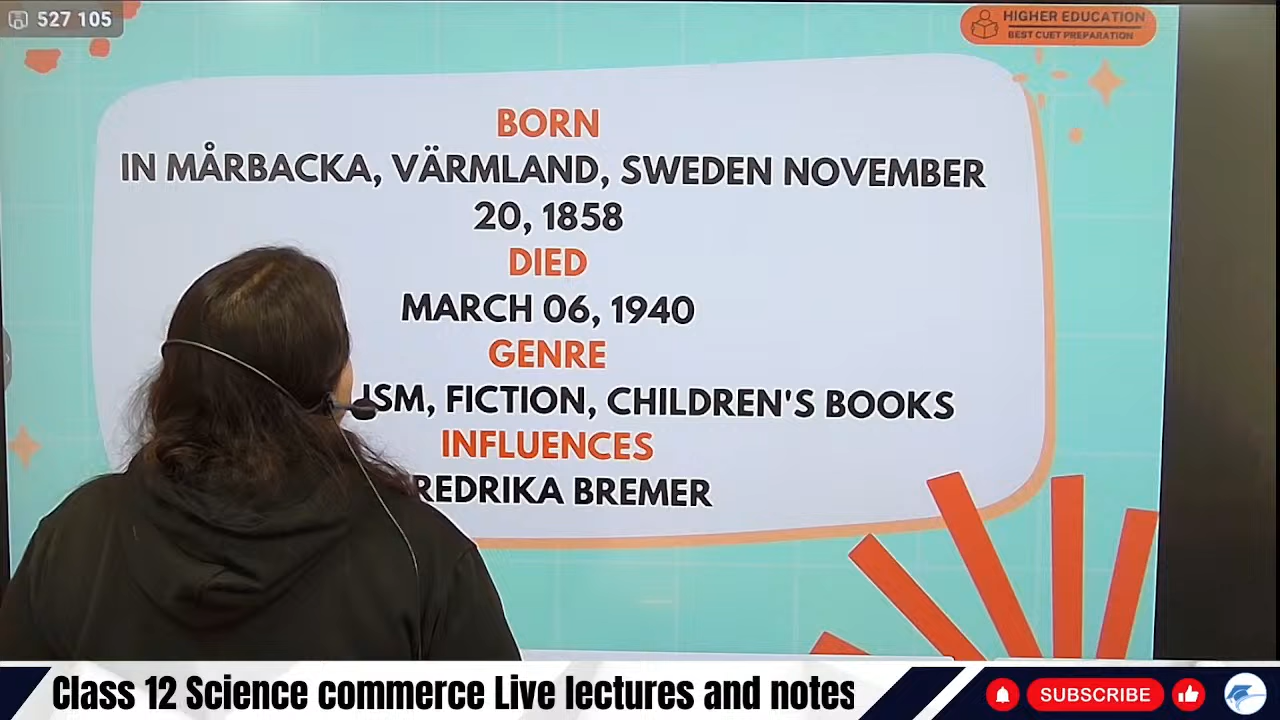 527 105
HIGHER EDUCATION
BEST CUET PREPARATION
BORN
IN MÅRBACKA, VÄRMLAND, SWEDEN NOVEMBER
20, 1858
DIED
MARCH 06, 1940
GENRE
ISM, FICTION, CHILDREN'S BOOKS
INFLUENCES
REDRIKA BREMER
Class 12 Science commerce Live lectures and notes
SUBSCRIBE